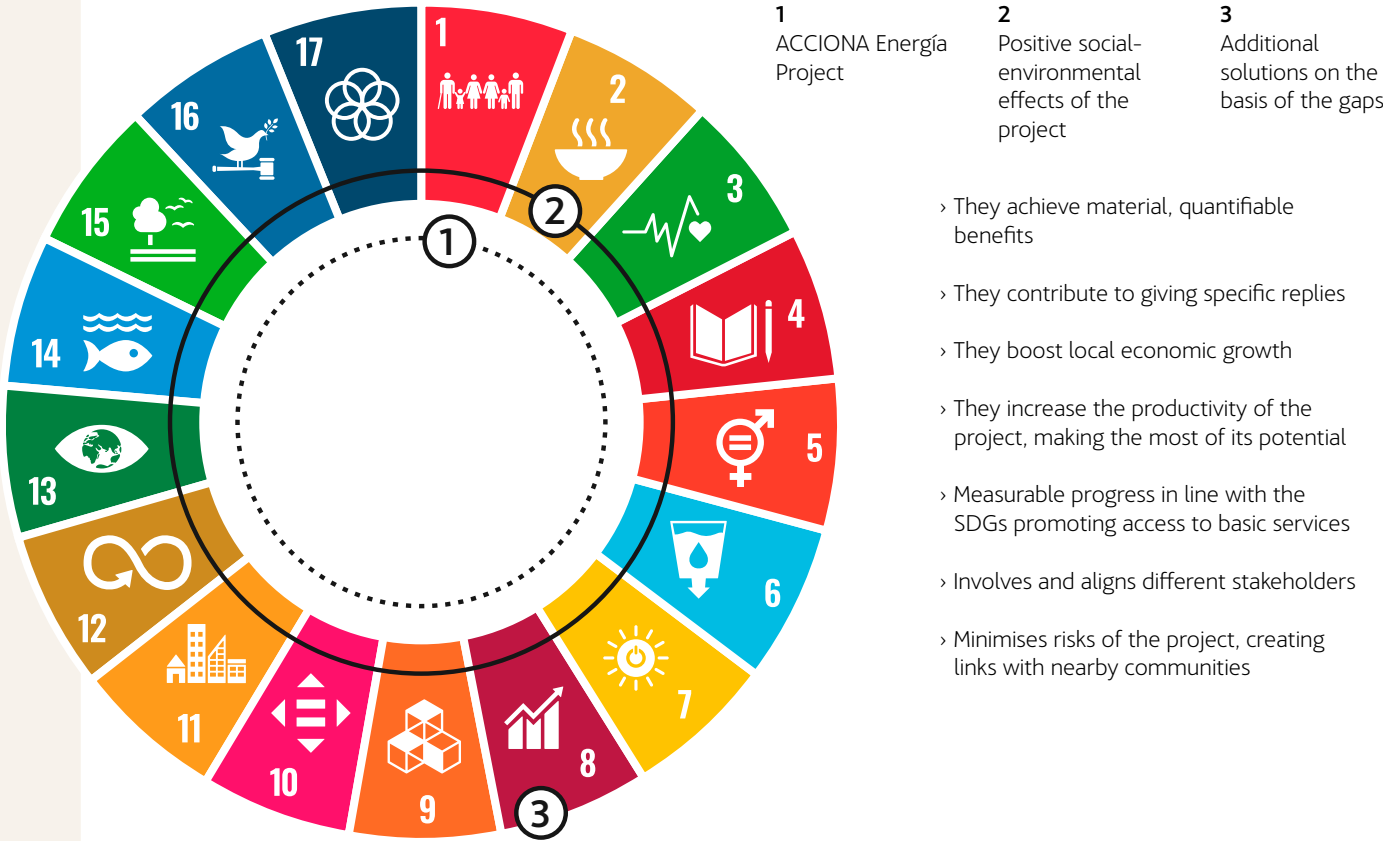 1
2
3
4
5
6
7
8
9
10
11
12
13
14
15
16
17
1
2
3
1
ACCIONA Energía
Project
2
Positive social-
environmental
effects of the
project
3
Additional
solutions on the
basis of the gaps
› They achieve material, quantifiable
benefits
› They contribute to giving specific replies
› They boost local economic growth
› They increase the productivity of the
project, making the most of its potential
› Measurable progress in line with the
SDGs promoting access to basic services
› Involves and aligns different stakeholders
› Minimises risks of the project, creating
links with nearby communities